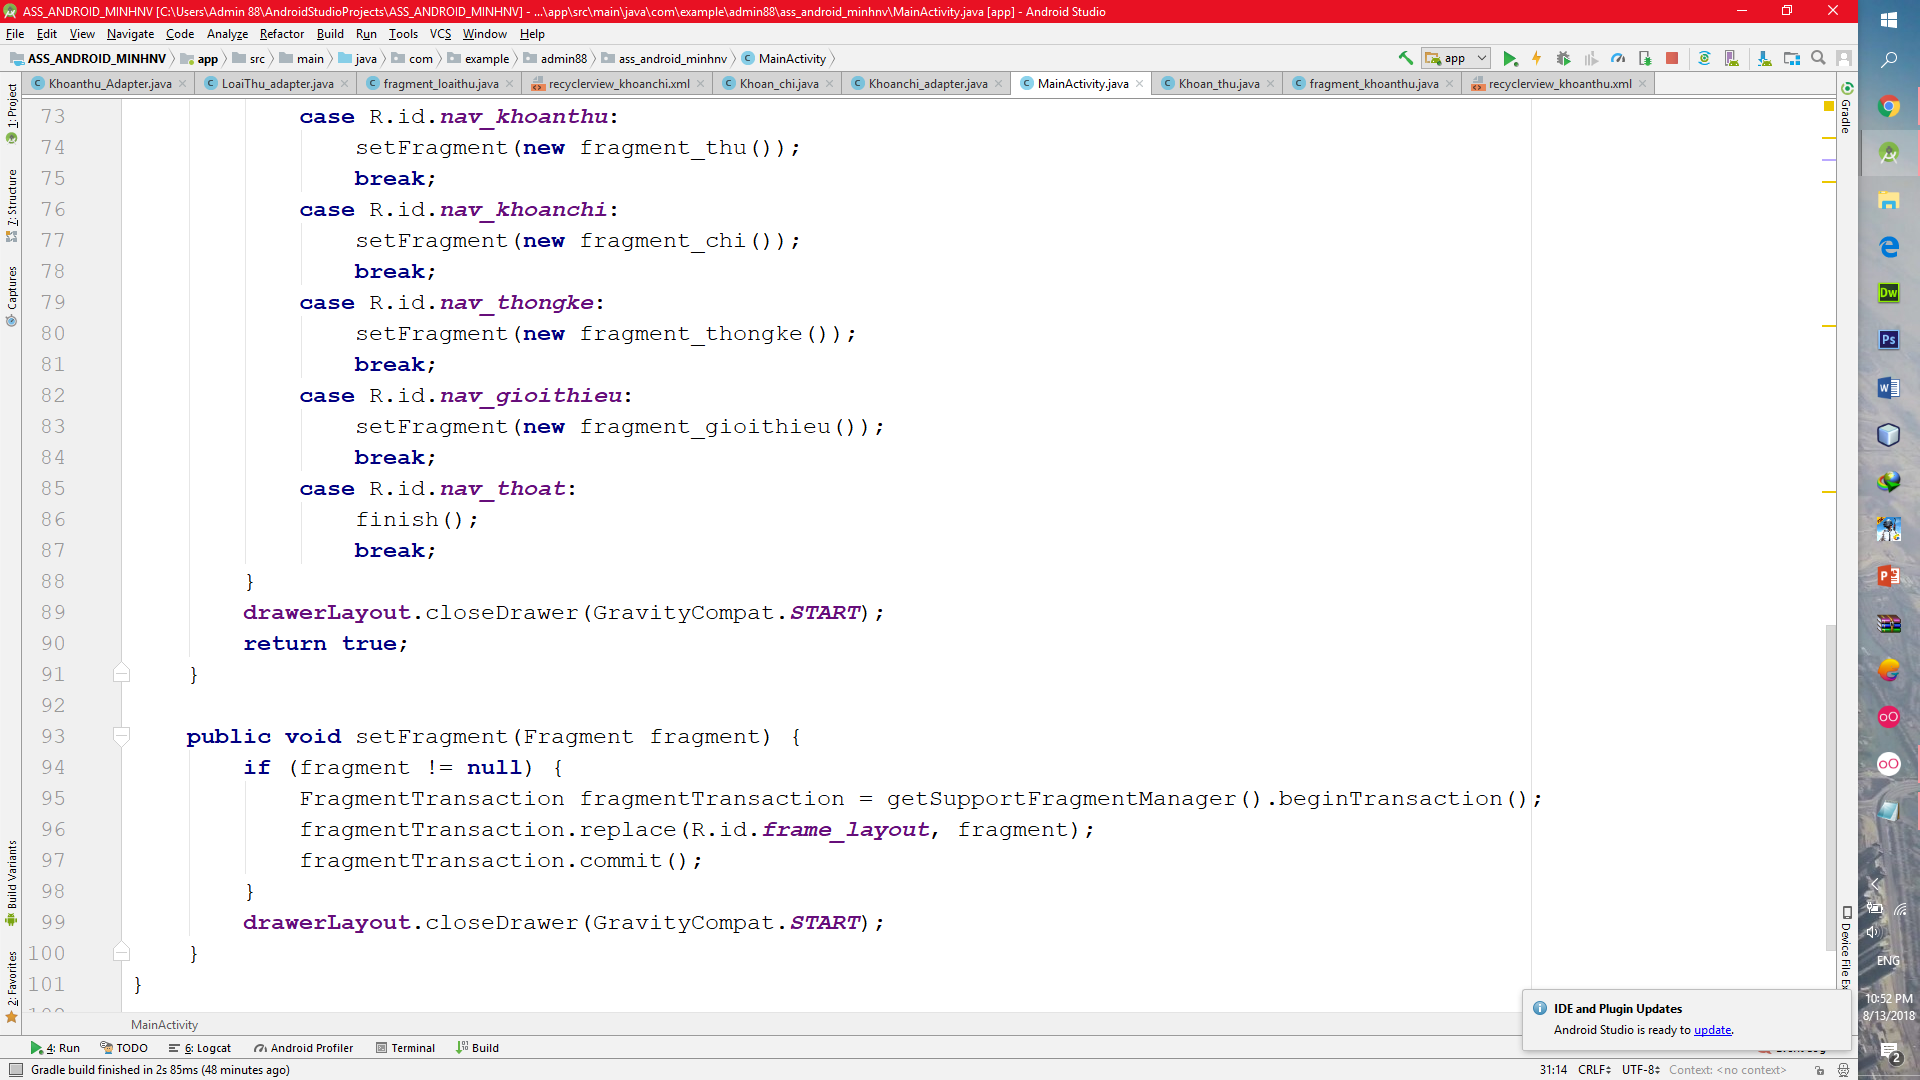 ASS_ANDROID_MINHNV [C:\Users\Admin 88\AndroidStudioProjects\ASS_ANDROID_MINHNV] - ...\app\src\main\java\com\example\admin88\ass_android_minhnv\MainActivity.java [app] - Android Studio
File Edit View Navigate Code Analyze Refactor Build Run Tools VCS Window Help
ASS_ANDROID_MINHNV app src main java com example admin88 ass_android_minhnv MainActivity app
Khoanthu_Adapter.java LoaiThu_adapter.java fragment_loaithu.java recyclerview_khoanchi.xml Khoan_chi.java Khoanchi_adapter.java MainActivity.java Khoan_thu.java fragment_khoanthu.java recyclerview_khoanthu.xml
1: Project
7: Structure
Captures
Build Variants
2: Favorites
73 case R.id.nav_khoanthu:
74 setFragment(new fragment_thu());
75 break;
76 case R.id.nav_khoanchi:
77 setFragment(new fragment_chi());
78 break;
79 case R.id.nav_thongke:
80 setFragment(new fragment_thongke());
81 break;
82 case R.id.nav_gioithieu:
83 setFragment(new fragment_gioithieu());
84 break;
85 case R.id.nav_thoat:
86 finish();
87 break;
88 }
89 drawerLayout.closeDrawer(GravityCompat.START);
90 return true;
91 }
92
93 public void setFragment(Fragment fragment) {
94 if (fragment != null) {
95 FragmentTransaction fragmentTransaction = getSupportFragmentManager().beginTransaction();
96 fragmentTransaction.replace(R.id.frame_layout, fragment);
97 fragmentTransaction.commit();
98 }
99 drawerLayout.closeDrawer(GravityCompat.START);
100 }
101 }
MainActivity
Gradle
Device File Ex
IDE and Plugin Updates
Android Studio is ready to update.
4: Run TODO 6: Logcat Android Profiler Terminal Build
Gradle build finished in 2s 85ms (48 minutes ago)
31:14 CRLF UTF-8 Context: <no context>
Dw
Ps
W
P
ENG
10:52 PM
8/13/2018
2